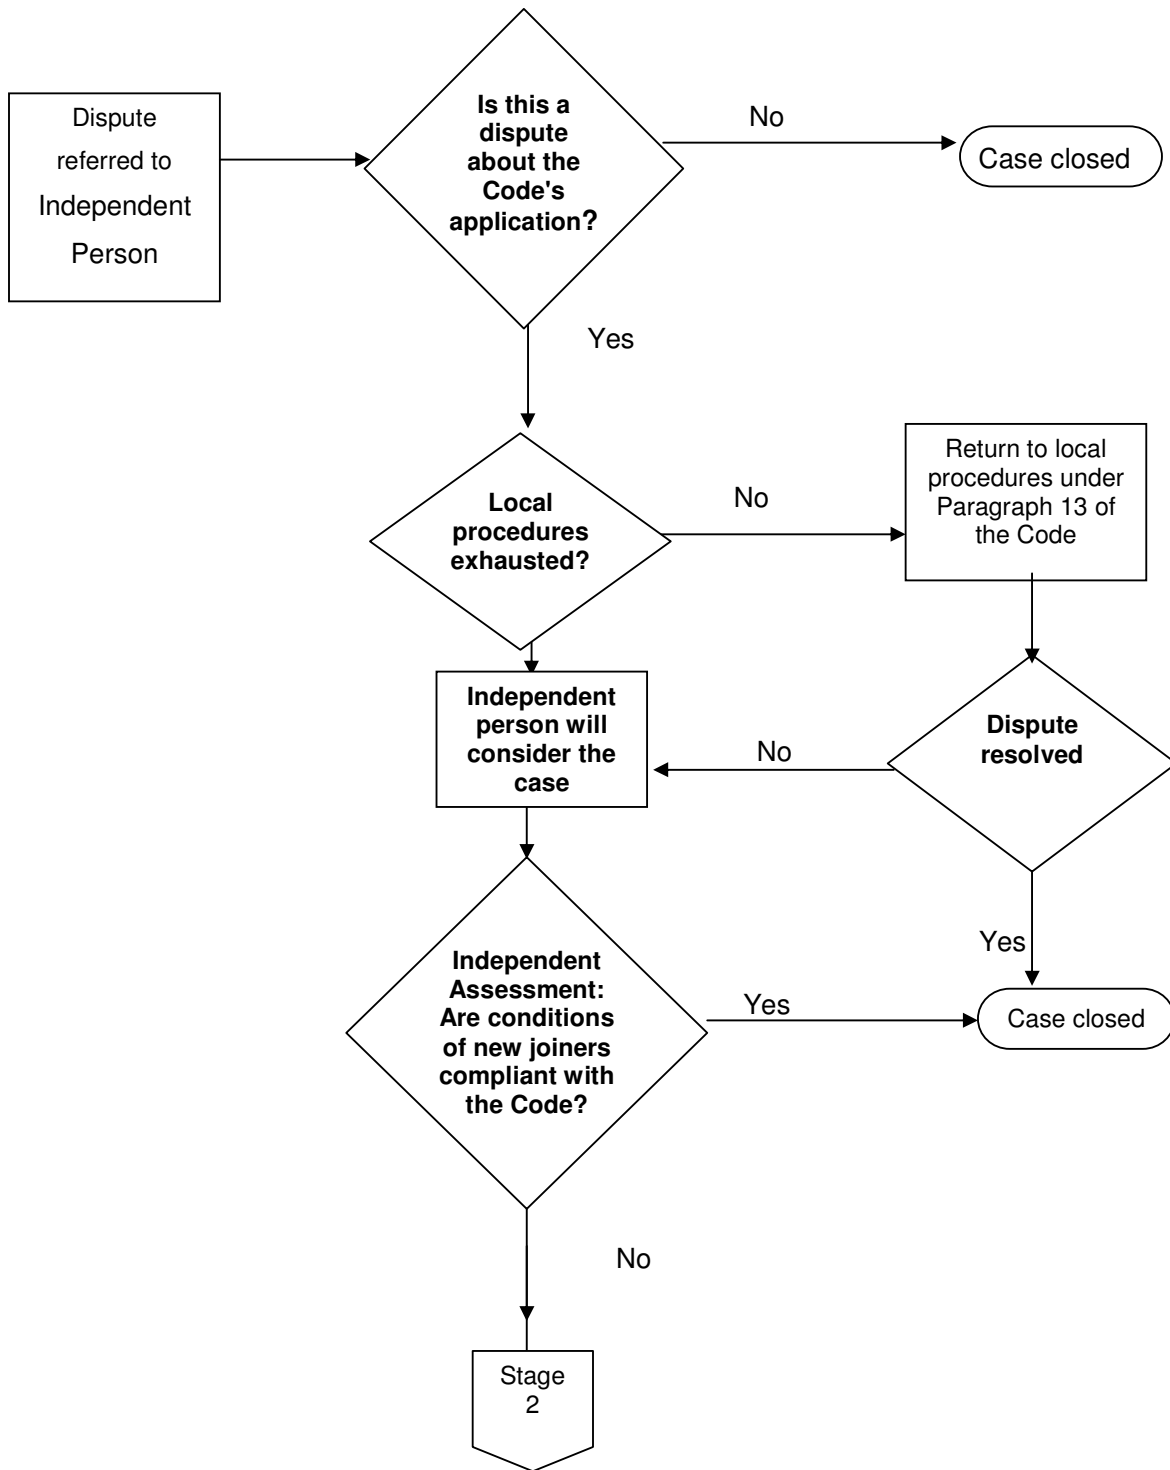 Dispute
referred to
Independent
Person
Is this a
dispute
about the
Code's
application?
No
Case closed
Yes
Local
procedures
exhausted?
No
Return to local
procedures under
Paragraph 13 of
the Code
Independent
person will
consider the
case
No
Dispute
resolved
Yes
Independent
Assessment:
Are conditions
of new joiners
compliant with
the Code?
Yes
Case closed
No
Stage
2